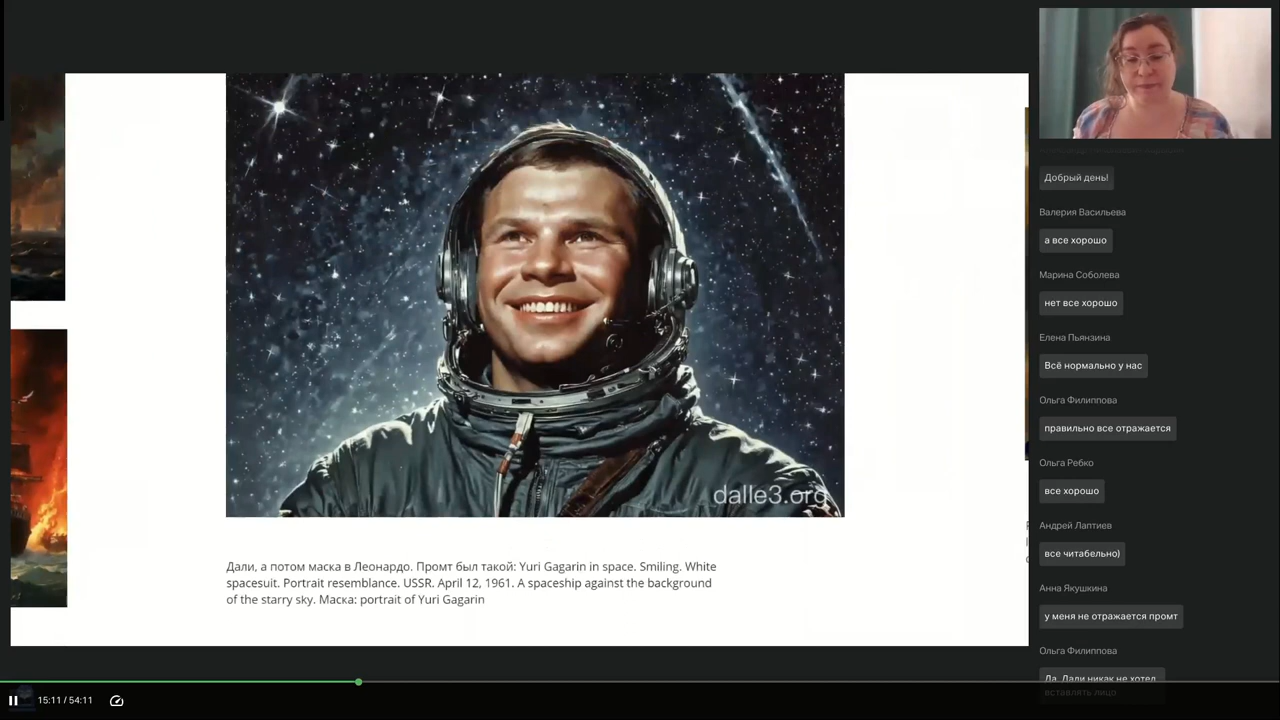 dalle3.org
Дали, а потом маска в Леонардо. Промт был такой: Yuri Gagarin in space. Smiling. White
spacesuit. Portrait resemblance. USSR. April 12, 1961. A spaceship against the background
of the starry sky. Маска: portrait of Yuri Gagarin
Добрый день!
Валерия Васильева
а все хорошо
Марина Соболева
нет все хорошо
Елена Пьянзина
Всё нормально у нас
Ольга Филиппова
правильно все отражается
Ольга Ребко
все хорошо
Андрей Лаптиев
все читабельно)
Анна Якушкина
у меня не отражается промт
Ольга Филиппова
Да, Дали никак не хотел
вставлять лицо
15:11 / 54:11